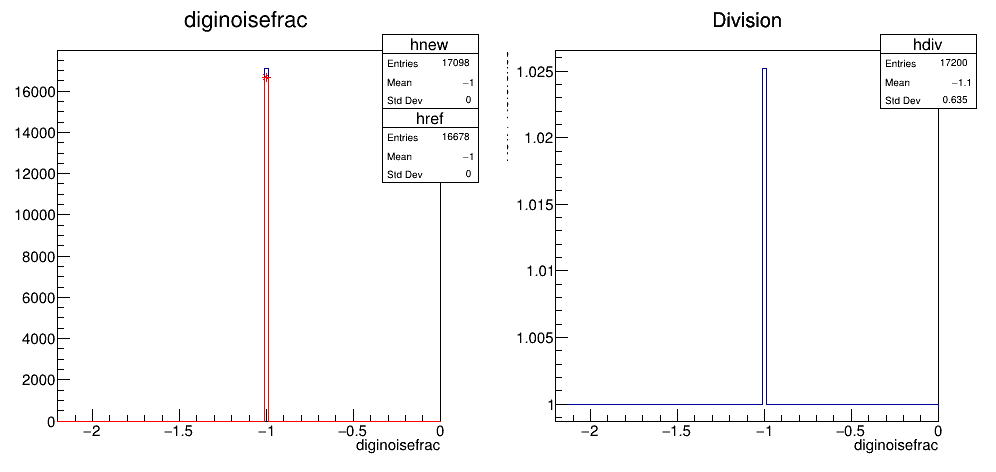 diginoisefrac
hnew
Entries 17098
Mean −1
Std Dev 0
href
Entries 16678
Mean −1
Std Dev 0
16000
14000
12000
10000
8000
6000
4000
2000
0
−2 −1.5 −1 −0.5 0
diginoisefrac
Division
hdiv
Entries 17200
Mean −1.1
Std Dev 0.635
1.025
1.02
1.015
1.01
1.005
1
−2 −1.5 −1 −0.5 0
diginoisefrac